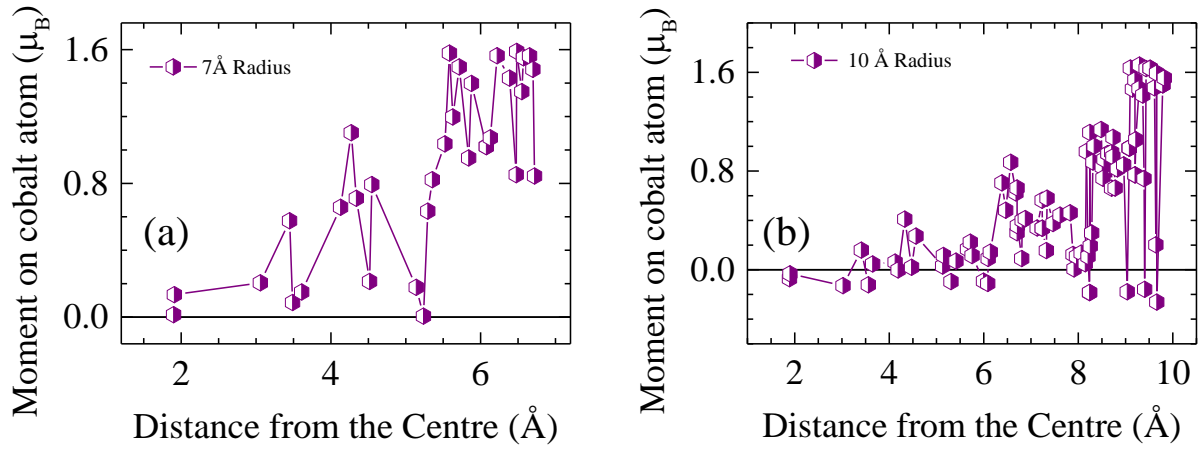 Moment on cobalt atom (μB)
1.6
0.8
0.0
7Å Radius
(a)
2
4
6
Distance from the Centre (Å)
Moment on cobalt atom (μB)
1.6
0.8
0.0
10 Å Radius
(b)
2
4
6
8
10
Distance from the Centre (Å)